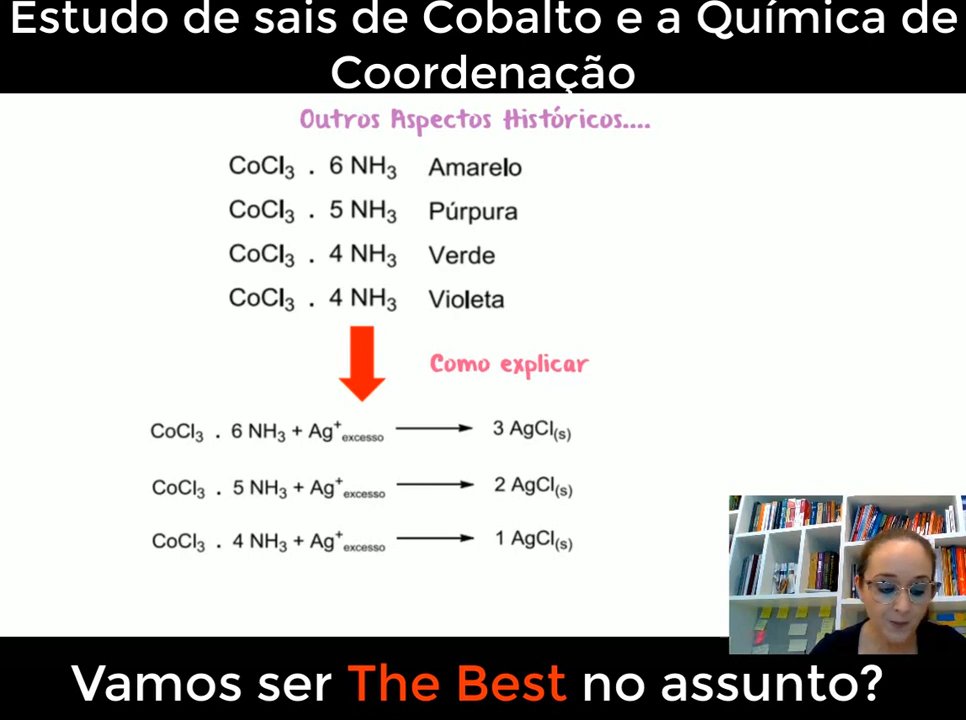 Estudo de sais de Cobalto e a Química de
Coordenação
Outros Aspectos Históricos....
CoCl₃ . 6 NH₃ Amarelo
CoCl₃ . 5 NH₃ Púrpura
CoCl₃ . 4 NH₃ Verde
CoCl₃ . 4 NH₃ Violeta
Como explicar
CoCl₃ . 6 NH₃ + Ag⁺excesso → 3 AgCl(s)
CoCl₃ . 5 NH₃ + Ag⁺excesso → 2 AgCl(s)
CoCl₃ . 4 NH₃ + Ag⁺excesso → 1 AgCl(s)
Vamos ser The Best no assunto?